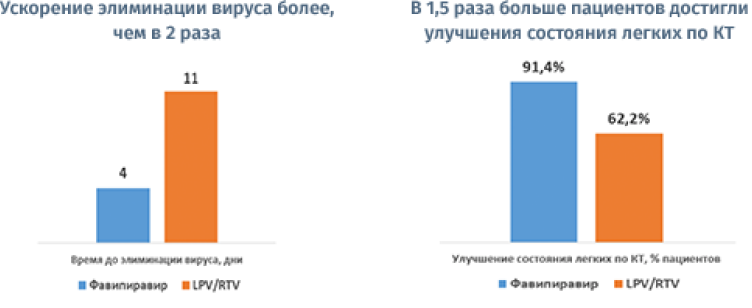 Ускорение элиминации вируса более,
чем в 2 раза
11
4
Время до элиминации вируса, дни
Фавипиравир LPV/RTV
В 1,5 раза больше пациентов достигли
улучшения состояния легких по КТ
91,4%
62,2%
Улучшение состояния легких по КТ, % пациентов
Фавипиравир LPV/RTV